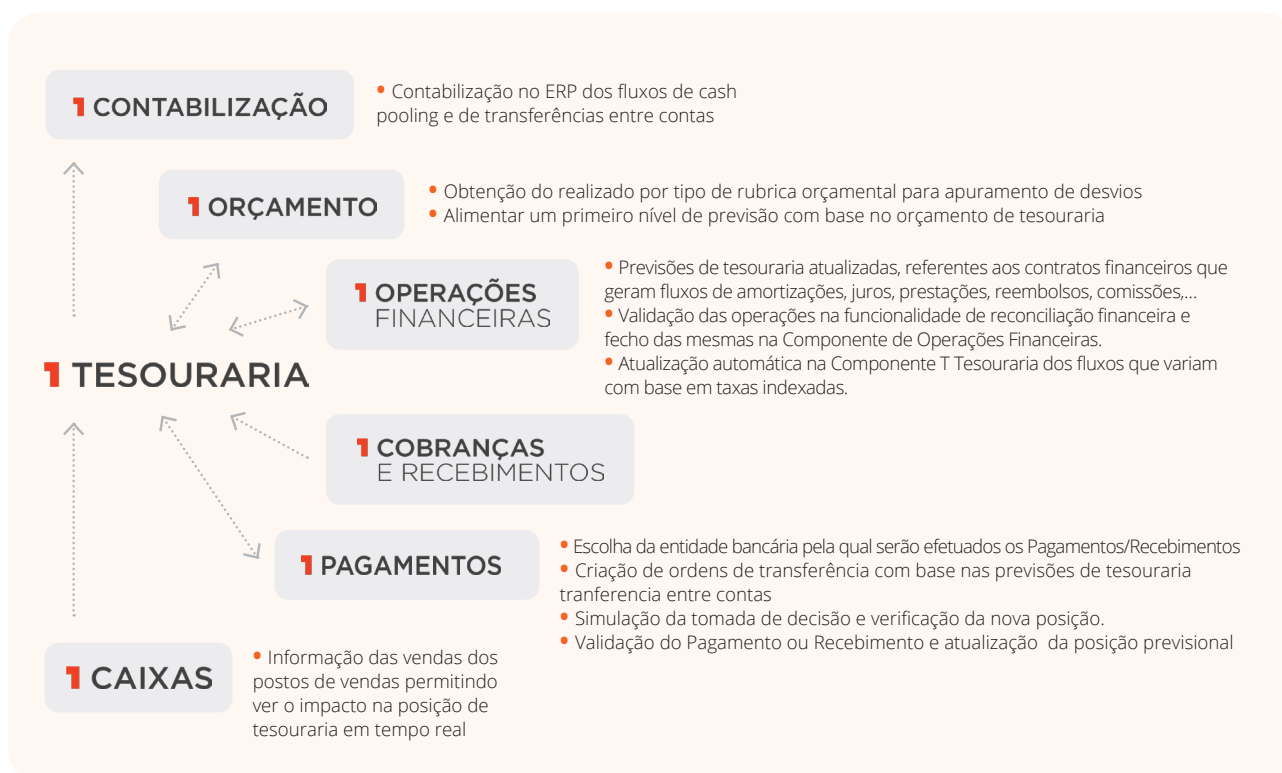 1 CONTABILIZAÇÃO
• Contabilização no ERP dos fluxos de cash
pooling e de transferências entre contas
1 ORÇAMENTO
• Obtenção do realizado por tipo de rubrica orçamental para apuramento de desvios
• Alimentar um primeiro nível de previsão com base no orçamento de tesouraria
1 OPERAÇÕES
FINANCEIRAS
• Previsões de tesouraria atualizadas, referentes aos contratos financeiros que
geram fluxos de amortizações, juros, prestações, reembolsos, comissões,...
• Validação das operações na funcionalidade de reconciliação financeira e
fecho das mesmas na Componente de Operações Financeiras.
• Atualização automática na Componente T Tesouraria dos fluxos que variam
com base em taxas indexadas.
1 TESOURARIA
1 COBRANÇAS
E RECEBIMENTOS
1 PAGAMENTOS
• Escolha da entidade bancária pela qual serão efetuados os Pagamentos/Recebimentos
• Criação de ordens de transferência com base nas previsões de tesouraria
tranferencia entre contas
• Simulação da tomada de decisão e verificação da nova posição.
• Validação do Pagamento ou Recebimento e atualização da posição previsional
1 CAIXAS
• Informação das vendas dos
postos de vendas permitindo
ver o impacto na posição de
tesouraria em tempo real